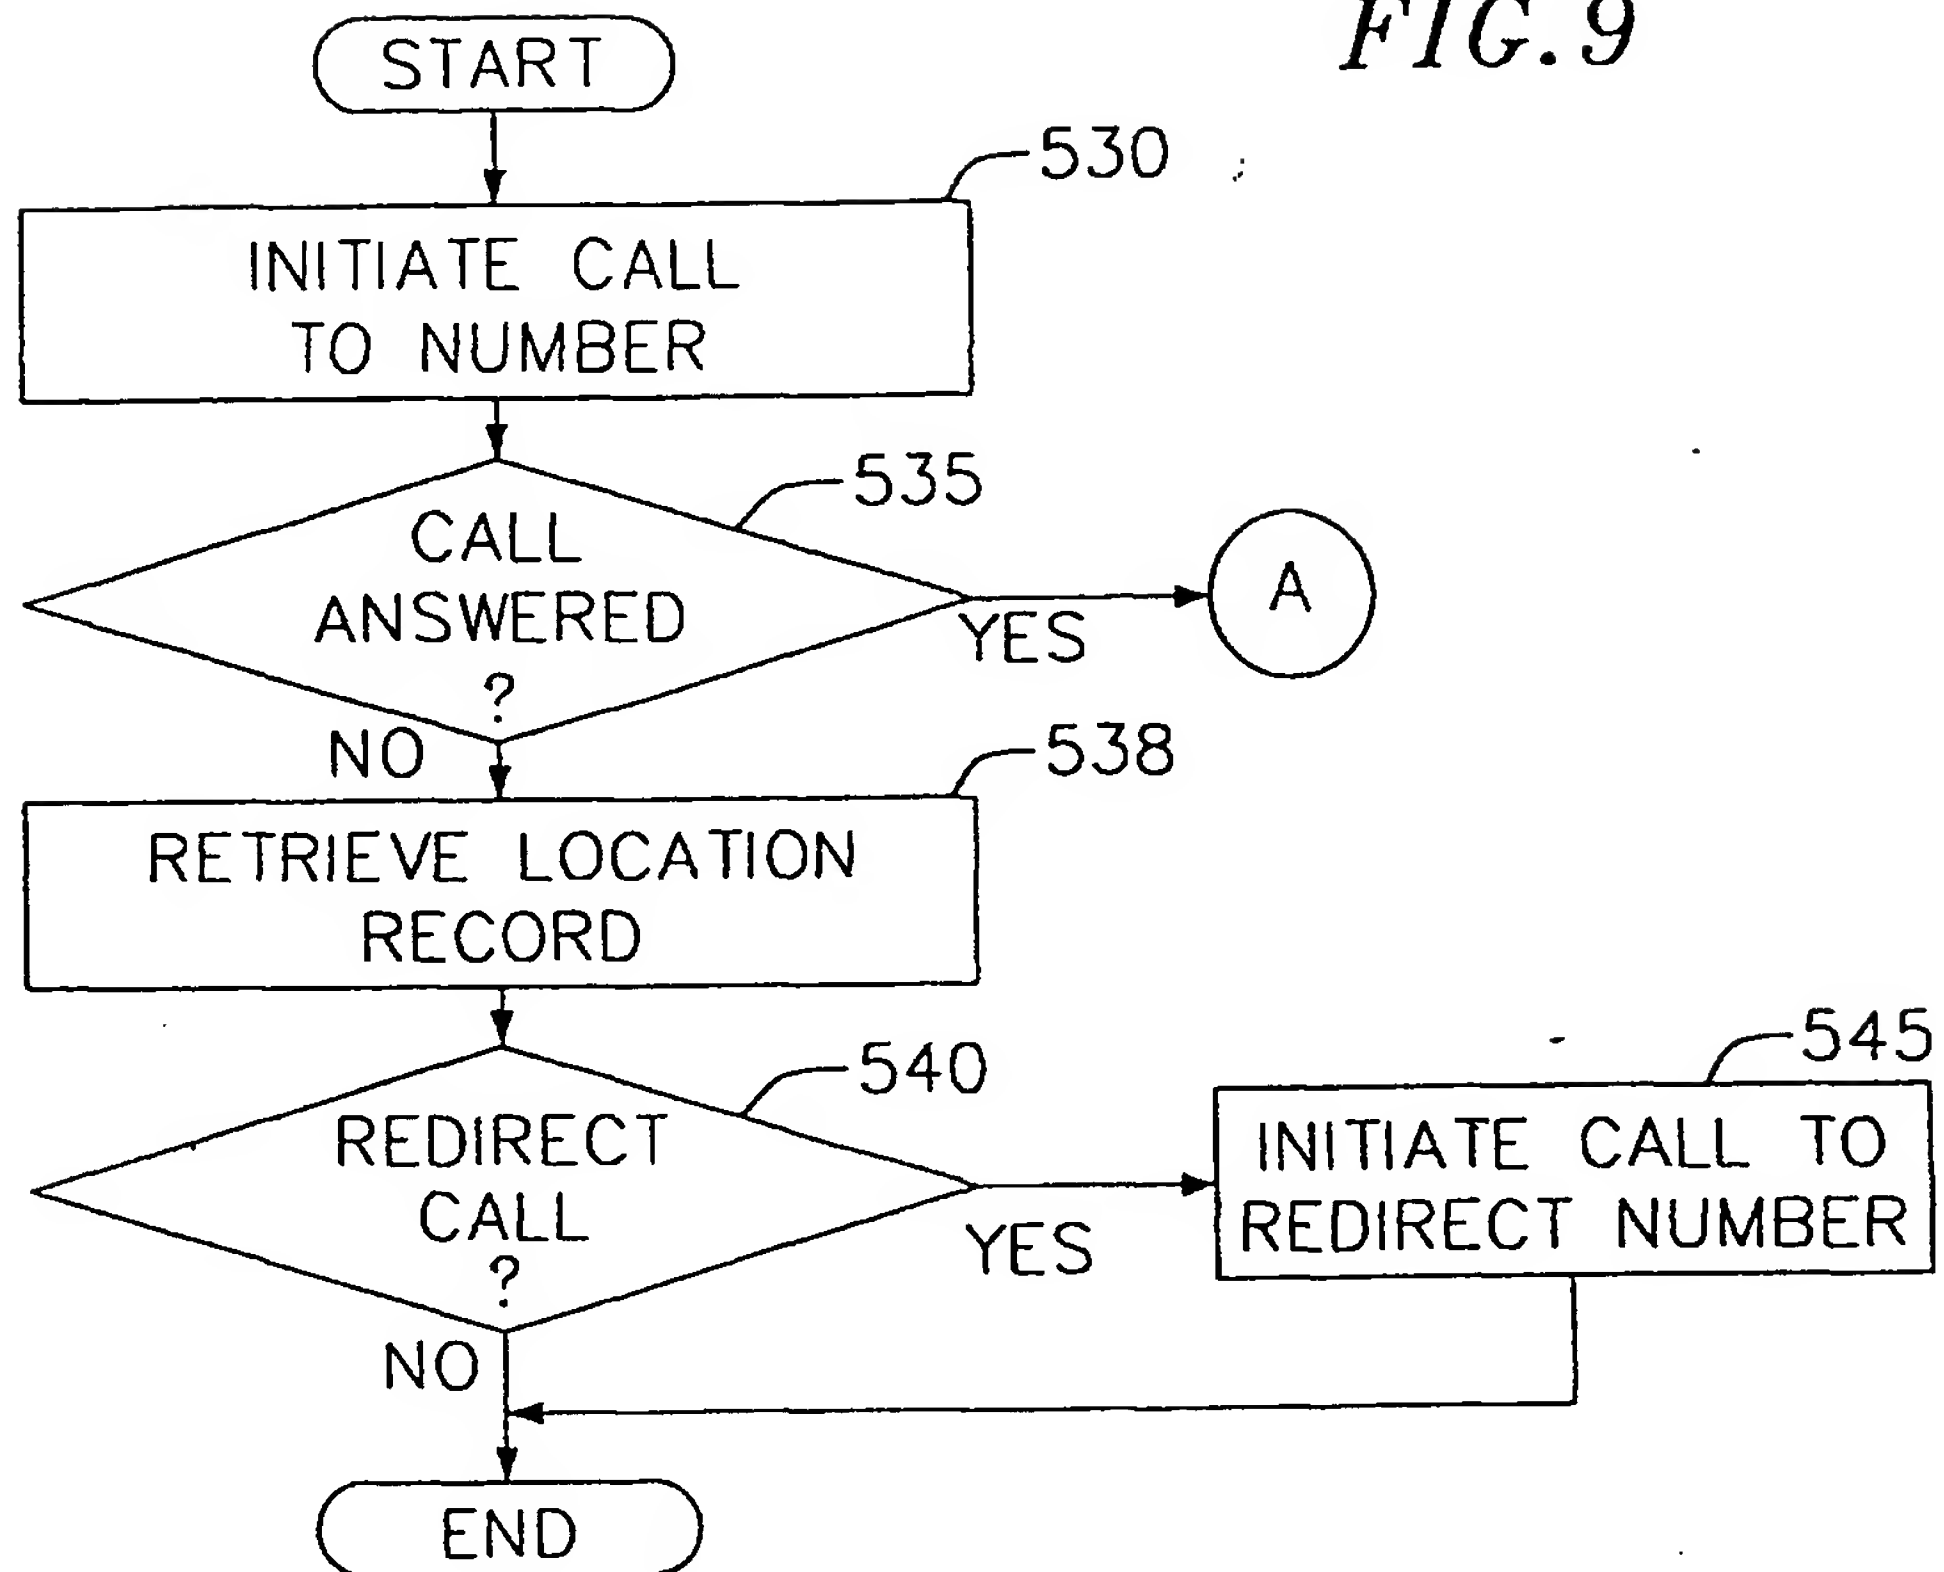 FIG. 9
START
530
INITIATE CALL
TO NUMBER
535
CALL
ANSWERED
?
YES
A
NO
538
RETRIEVE LOCATION
RECORD
540
REDIRECT
CALL
?
YES
545
INITIATE CALL TO
REDIRECT NUMBER
NO
END